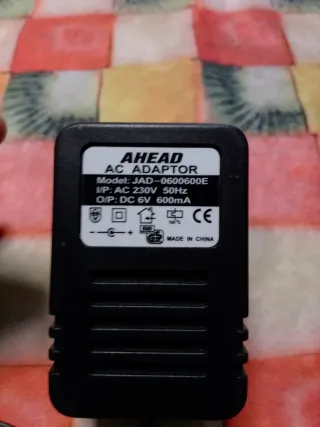 AHEAD
AC ADAPTOR
Model: JAD-0600600E
I/P: AC 230V 50Hz
O/P: DC 6V 600mA
CE
- +
MADE IN CHINA